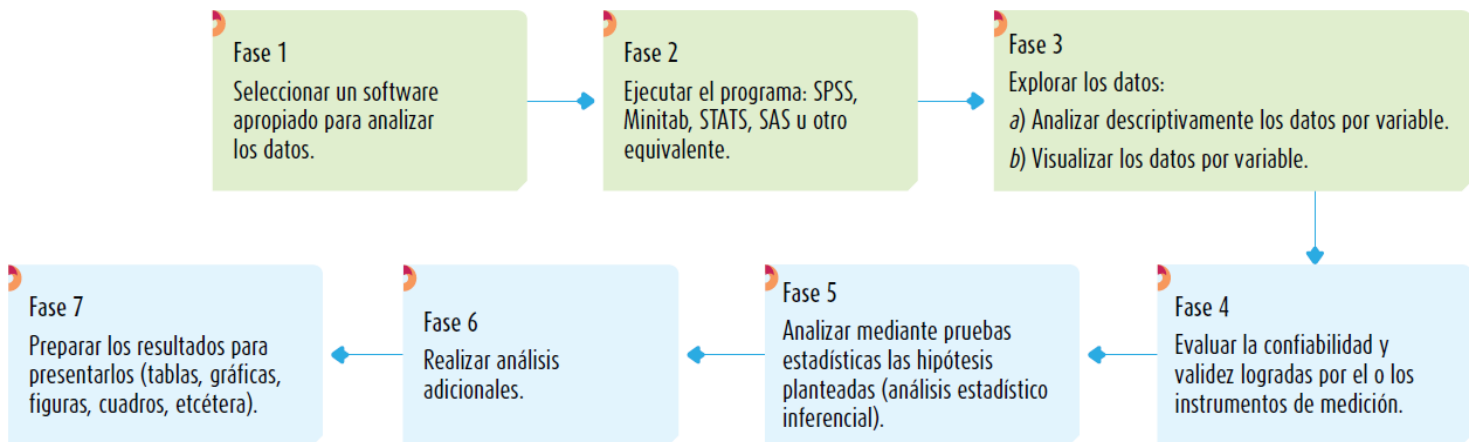 Fase 1
Seleccionar un software
apropiado para analizar
los datos.
Fase 2
Ejecutar el programa: SPSS,
Minitab, STATS, SAS u otro
equivalente.
Fase 3
Explorar los datos:
a) Analizar descriptivamente los datos por variable.
b) Visualizar los datos por variable.
Fase 4
Evaluar la confiabilidad y
validez logradas por el o los
instrumentos de medición.
Fase 5
Analizar mediante pruebas
estadísticas las hipótesis
planteadas (análisis estadístico
inferencial).
Fase 6
Realizar análisis
adicionales.
Fase 7
Preparar los resultados para
presentarlos (tablas, gráficas,
figuras, cuadros, etcétera).